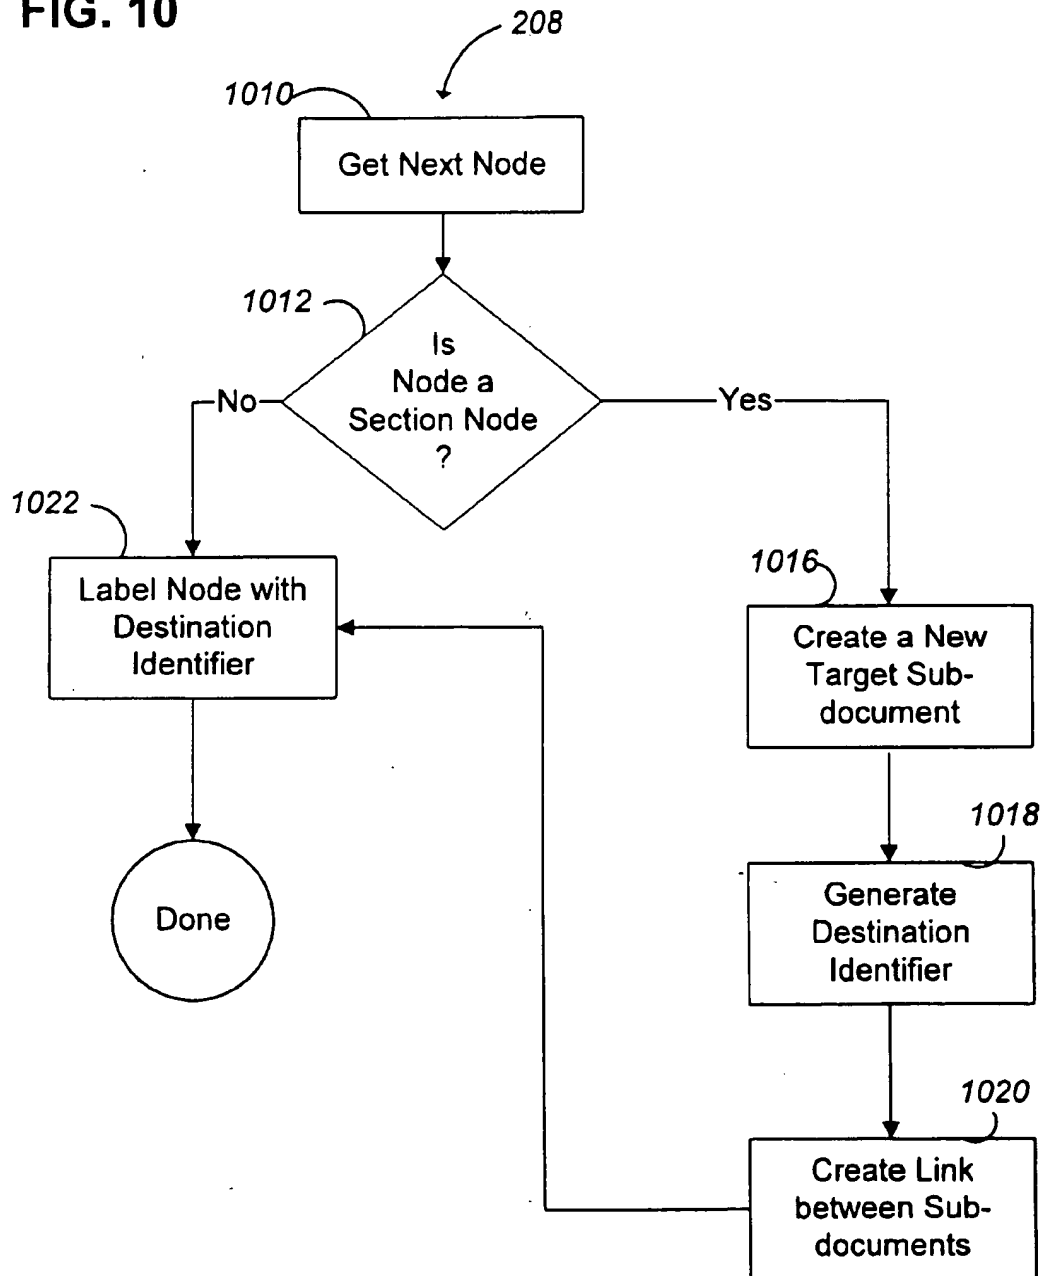 FIG. 10
208
1010
Get Next Node
1012
Is
Node a
Section Node
?
No
Yes
1022
Label Node with
Destination
Identifier
1016
Create a New
Target Sub-
document
Done
1018
Generate
Destination
Identifier
1020
Create Link
between Sub-
documents